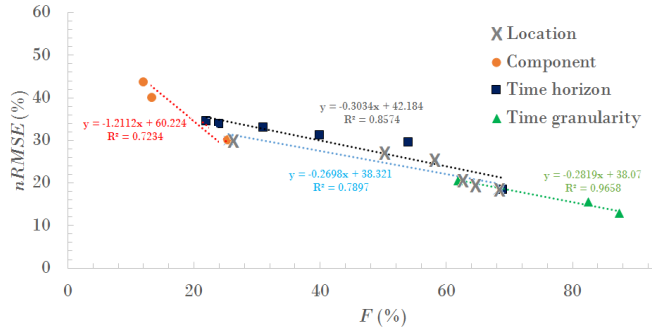 60
50
40
30
20
10
0
nRMSE (%)
0
20
40
60
80
F (%)
Location
Component
Time horizon
Time granularity
y = -1.2112x + 60.224
R² = 0.7234
y = -0.3034x + 42.184
R² = 0.8574
y = -0.2698x + 38.321
R² = 0.7897
y = -0.2819x + 38.07
R² = 0.9658